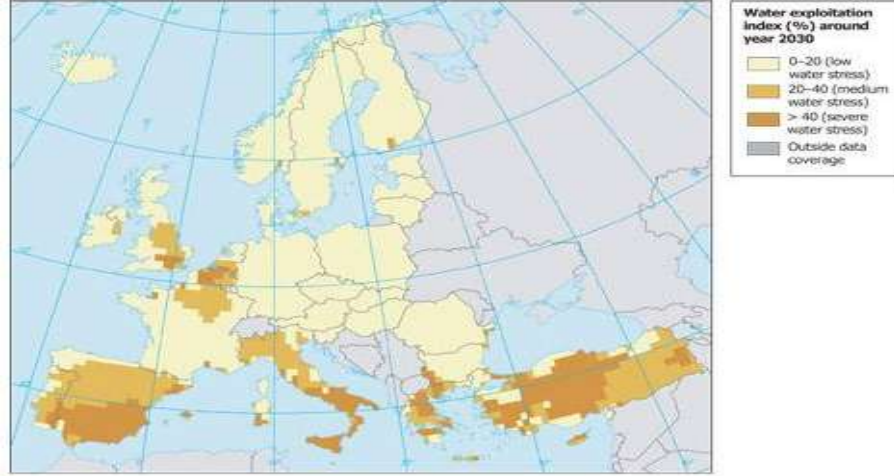 Water exploitation
index (%) around
year 2030
0–20 (low
water stress)
20–40 (medium
water stress)
> 40 (severe
water stress)
Outside data
coverage